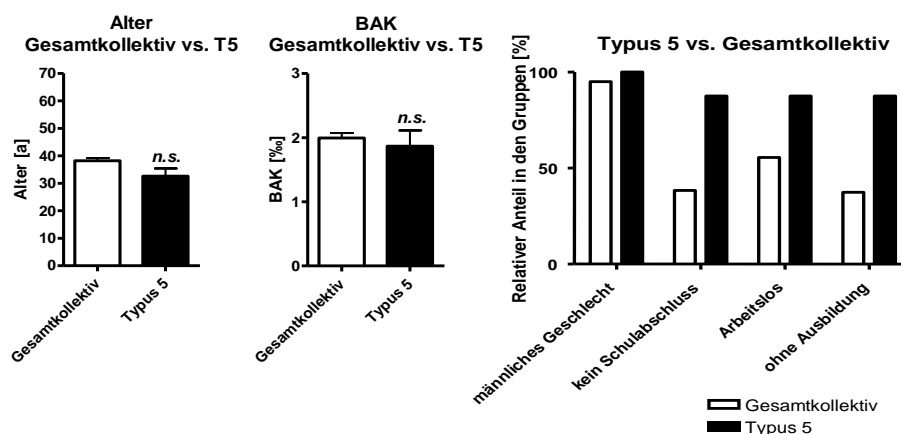 Alter
Gesamtkollektiv vs. T5
Alter [a]
70
60
50
40
30
20
10
0
n.s.
Gesamtkollektiv
Typus 5
BAK
Gesamtkollektiv vs. T5
BAK [‰]
3
2
1
0
n.s.
Gesamtkollektiv
Typus 5
Typus 5 vs. Gesamtkollektiv
Relativer Anteil in den Gruppen [%]
100
50
0
männliches Geschlecht
kein Schulabschluss
Arbeitslos
ohne Ausbildung
Gesamtkollektiv
Typus 5